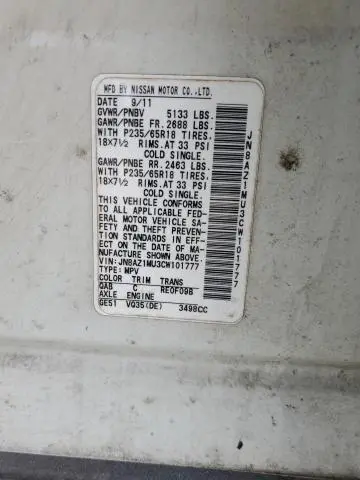 MFD BY NISSAN MOTOR CO.,LTD.
DATE 9/11
GVWR/PNBV 5133 LBS.
GAWR/PNBE FR. 2688 LBS.
WITH P235/65R18 TIRES.
18X7½ RIMS.AT 33 PSI
COLD SINGLE.
GAWR/PNBE RR. 2463 LBS.
WITH P235/65R18 TIRES.
18X7½ RIMS.AT 33 PSI
COLD SINGLE.
THIS VEHICLE CONFORMS
TO ALL APPLICABLE FED-
ERAL MOTOR VEHICLE SA-
FETY AND THEFT PREVEN-
TION STANDARDS IN EFF-
ECT ON THE DATE OF MA-
NUFACTURE SHOWN ABOVE.
VIN:JN8AZ1MU3CW101777
TYPE: MPV
COLOR TRIM TRANS
QAB C RE0F09B
AXLE ENGINE
GE51 VQ35(DE) 3498CC
JN8AZ1MU3CW101777